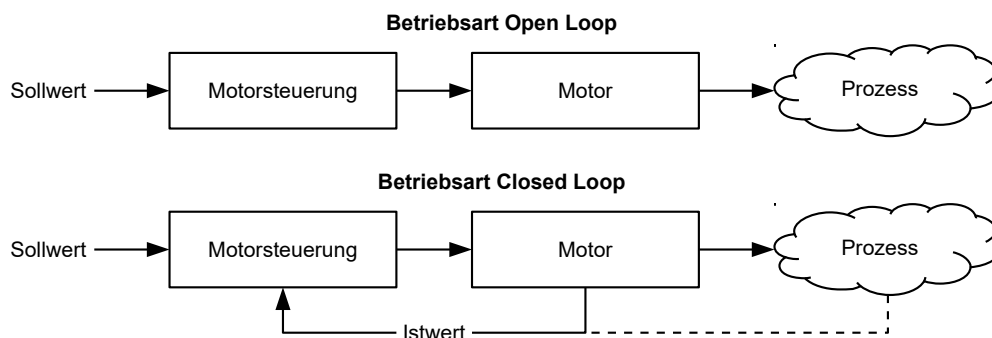 Betriebsart Open Loop
Sollwert
Motorsteuerung
Motor
Prozess
Betriebsart Closed Loop
Sollwert
Motorsteuerung
Motor
Prozess
Istwert